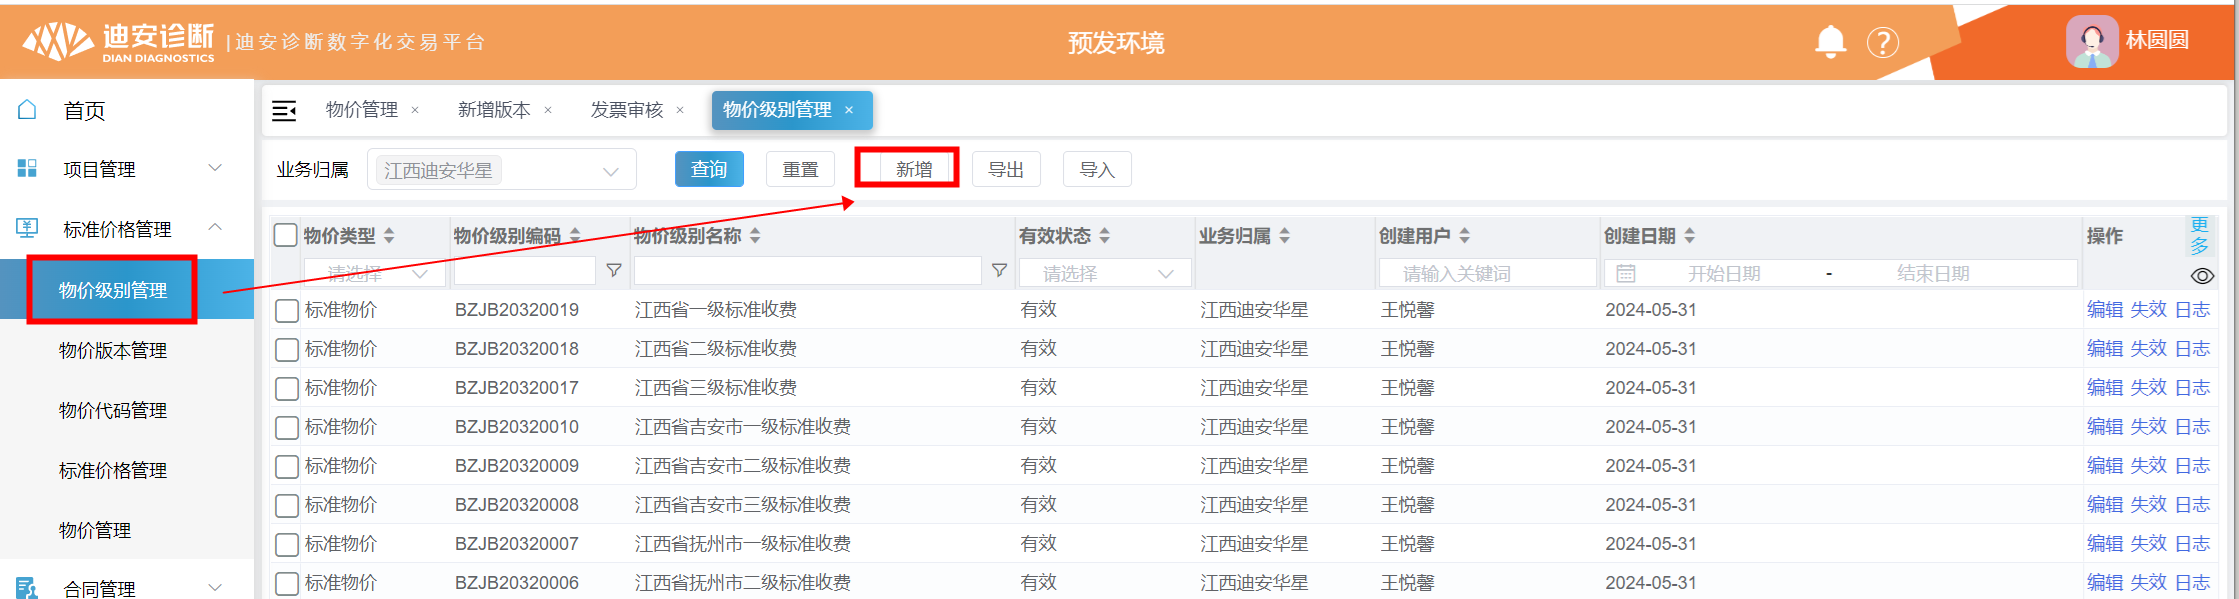 迪安诊断
DIAN DIAGNOSTICS
|迪安诊断数字化交易平台
预发环境
?
林圆圆
首页
项目管理
标准价格管理
物价级别管理
物价版本管理
物价代码管理
标准价格管理
物价管理
合同管理
物价管理 × 新增版本 × 发票审核 × 物价级别管理 ×
业务归属 江西迪安华星 查询 重置 新增 导出 导入
物价类型 物价级别编码 物价级别名称 有效状态 业务归属 创建用户 创建日期 操作 更多
请选择 请选择 请输入关键词 开始日期 - 结束日期
标准物价 BZJB20320019 江西省一级标准收费 有效 江西迪安华星 王悦馨 2024-05-31 编辑 失效 日志
标准物价 BZJB20320018 江西省二级标准收费 有效 江西迪安华星 王悦馨 2024-05-31 编辑 失效 日志
标准物价 BZJB20320017 江西省三级标准收费 有效 江西迪安华星 王悦馨 2024-05-31 编辑 失效 日志
标准物价 BZJB20320010 江西省吉安市一级标准收费 有效 江西迪安华星 王悦馨 2024-05-31 编辑 失效 日志
标准物价 BZJB20320009 江西省吉安市二级标准收费 有效 江西迪安华星 王悦馨 2024-05-31 编辑 失效 日志
标准物价 BZJB20320008 江西省吉安市三级标准收费 有效 江西迪安华星 王悦馨 2024-05-31 编辑 失效 日志
标准物价 BZJB20320007 江西省抚州市一级标准收费 有效 江西迪安华星 王悦馨 2024-05-31 编辑 失效 日志
标准物价 BZJB20320006 江西省抚州市二级标准收费 有效 江西迪安华星 王悦馨 2024-05-31 编辑 失效 日志